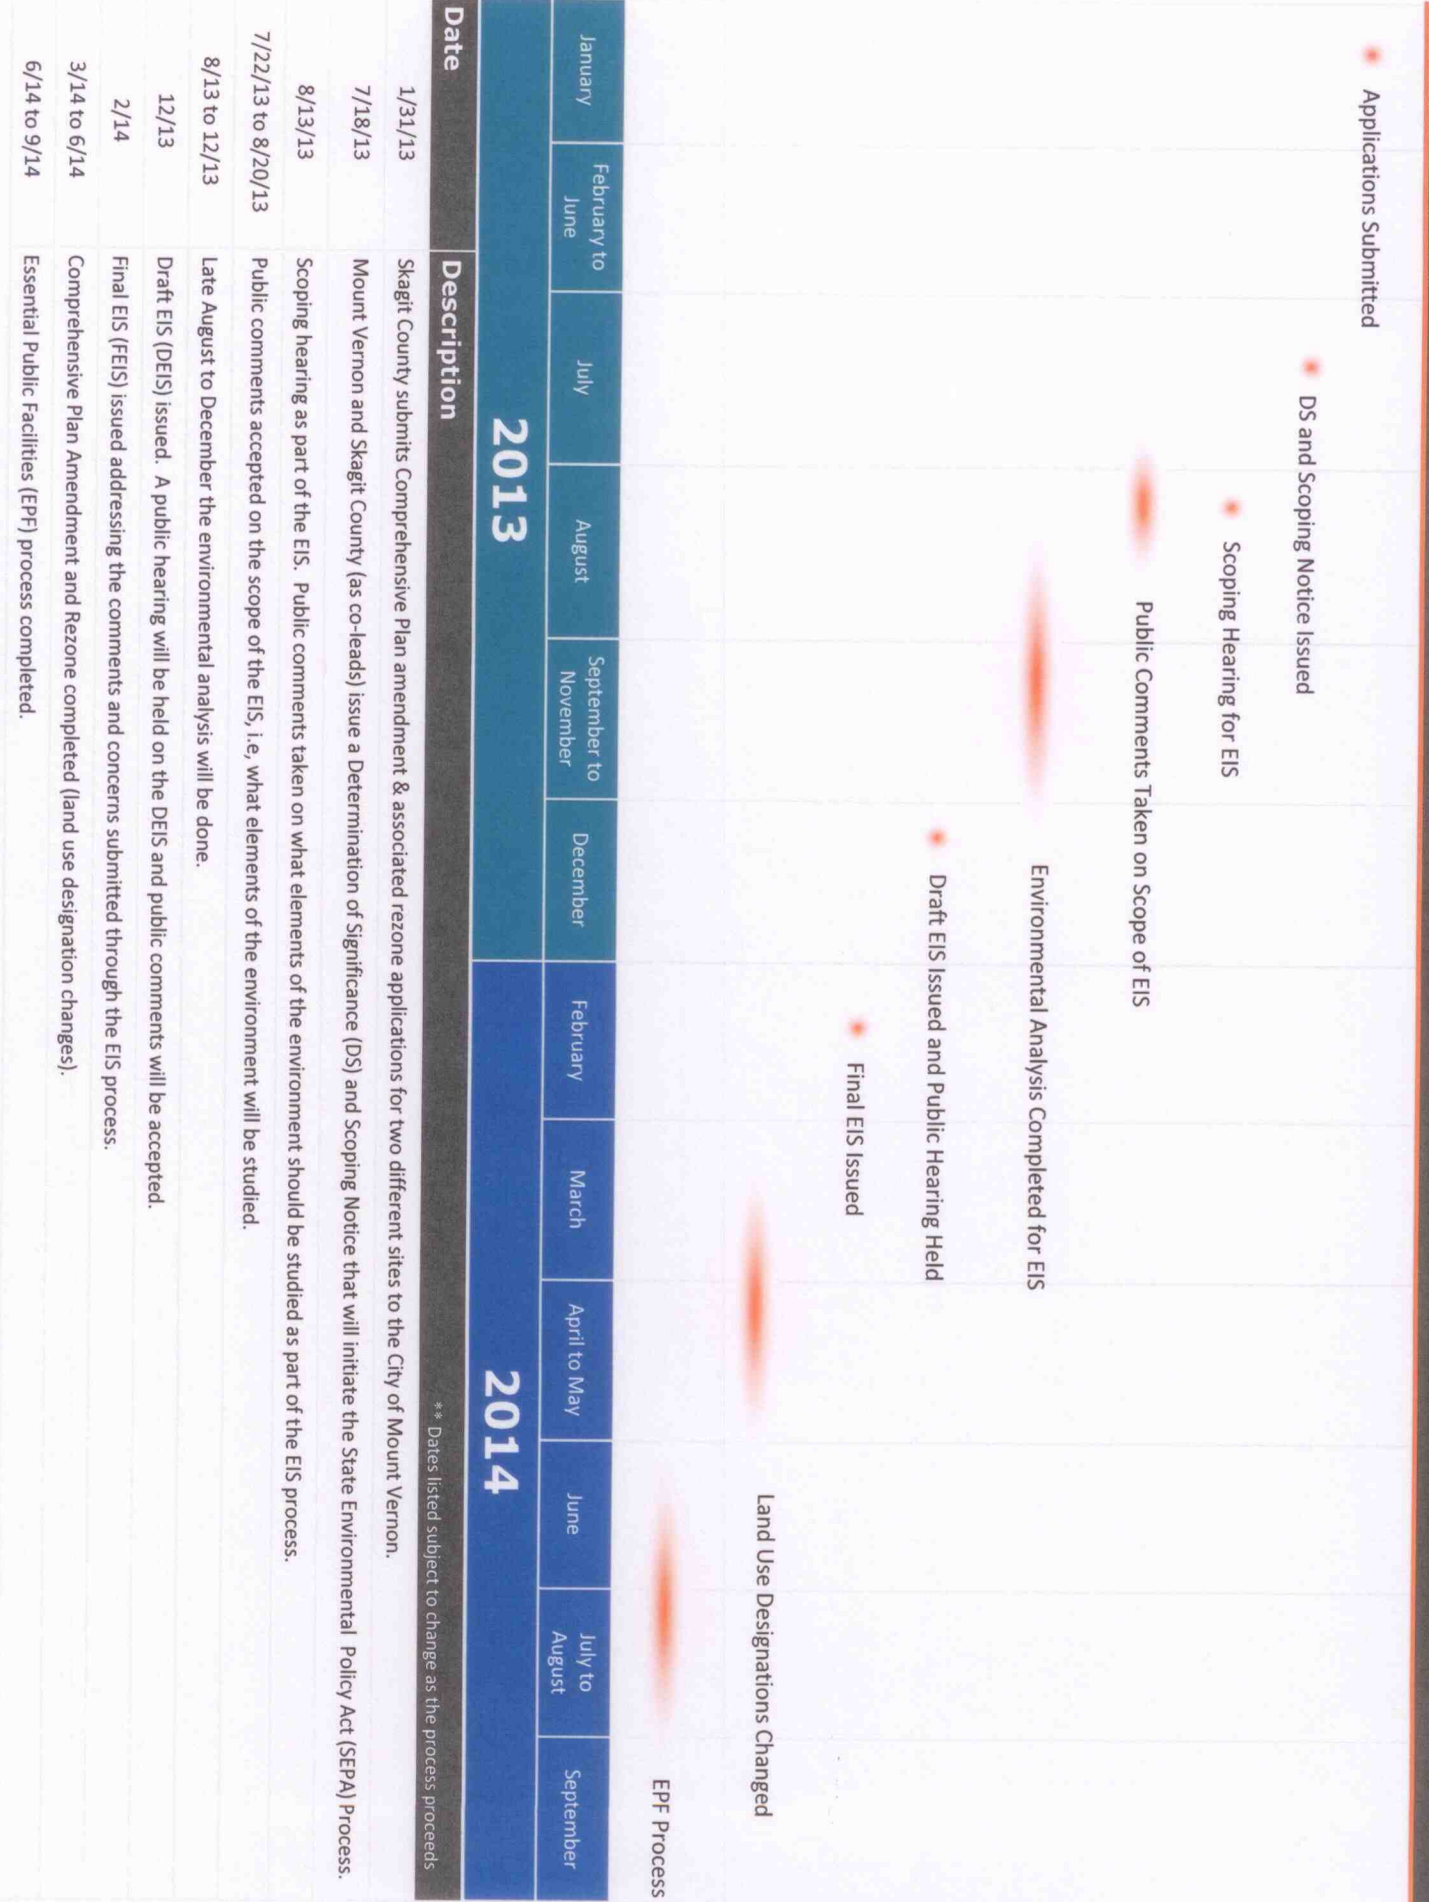 Applications Submitted
DS and Scoping Notice Issued
Scoping Hearing for EIS
Public Comments Taken on Scope of EIS
Environmental Analysis Completed for EIS
Draft EIS Issued and Public Hearing Held
Final EIS Issued
Land Use Designations Changed
EPF Process
January
February to
June
July
August
September to
November
December
February
March
April to May
June
July to
August
September
2013
2014
Date
Description
** Dates listed subject to change as the process proceeds
1/31/13 Skagit County submits Comprehensive Plan amendment & associated rezone applications for two different sites to the City of Mount Vernon.
7/18/13 Mount Vernon and Skagit County (as co-leads) issue a Determination of Significance (DS) and Scoping Notice that will initiate the State Environmental Policy Act (SEPA) Process.
8/13/13 Scoping hearing as part of the EIS. Public comments taken on what elements of the environment should be studied as part of the EIS process.
7/22/13 to 8/20/13 Public comments accepted on the scope of the EIS, i.e, what elements of the environment will be studied.
8/13 to 12/13 Late August to December the environmental analysis will be done.
12/13 Draft EIS (DEIS) issued. A public hearing will be held on the DEIS and public comments will be accepted.
2/14 Final EIS (FEIS) issued addressing the comments and concerns submitted through the EIS process.
3/14 to 6/14 Comprehensive Plan Amendment and Rezone completed (land use designation changes).
6/14 to 9/14 Essential Public Facilities (EPF) process completed.